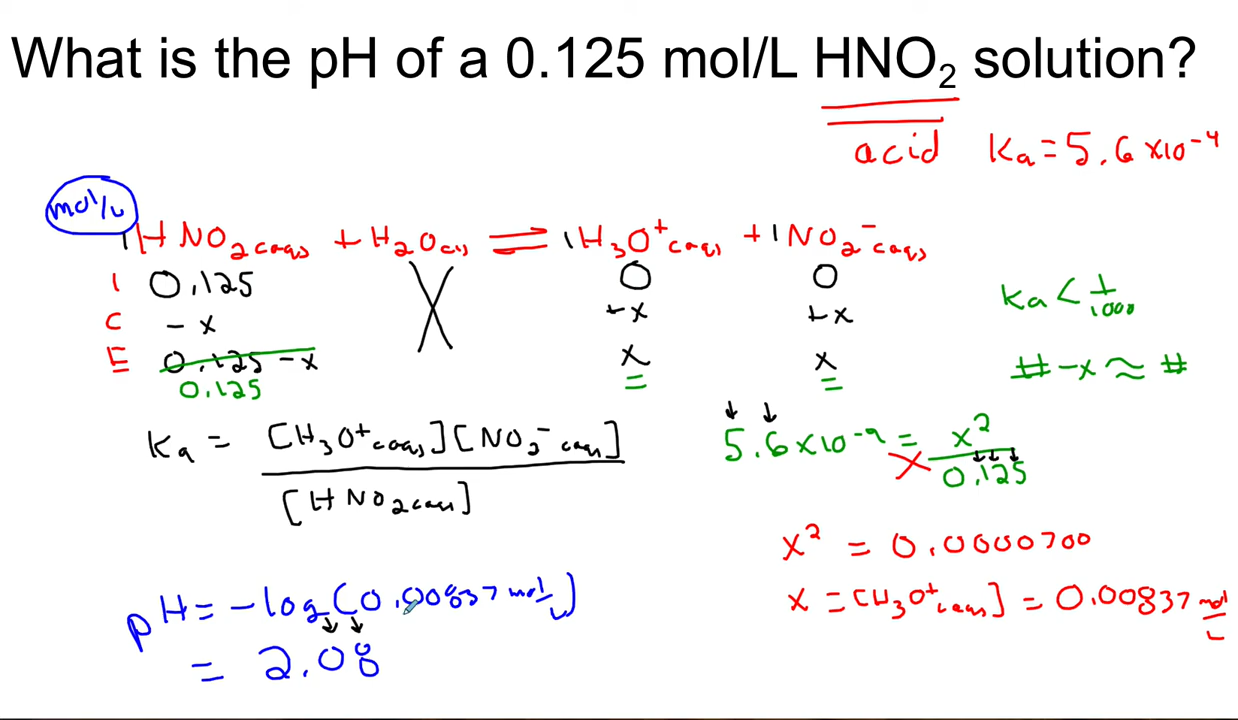 What is the pH of a 0.125 mol/L HNO₂ solution?
acid Ka = 5.6 x10⁻⁴
mol/L
1HNO₂(aq) + H₂O(l) ⇌ 1H₃O⁺(aq) + 1NO₂⁻(aq)
I 0.125 0 0
C -x +x +x
E 0.125-x x x
0.125 = =
Ka < 1/1000
#-x ≈ #
Ka = [H₃O⁺(aq)][NO₂⁻(aq)] / [HNO₂(aq)]
5.6 x10⁻⁴ = x² / 0.125
x² = 0.0000700
x = [H₃O⁺(aq)] = 0.00837 mol/L
pH = -log(0.00837 mol/L)
= 2.08